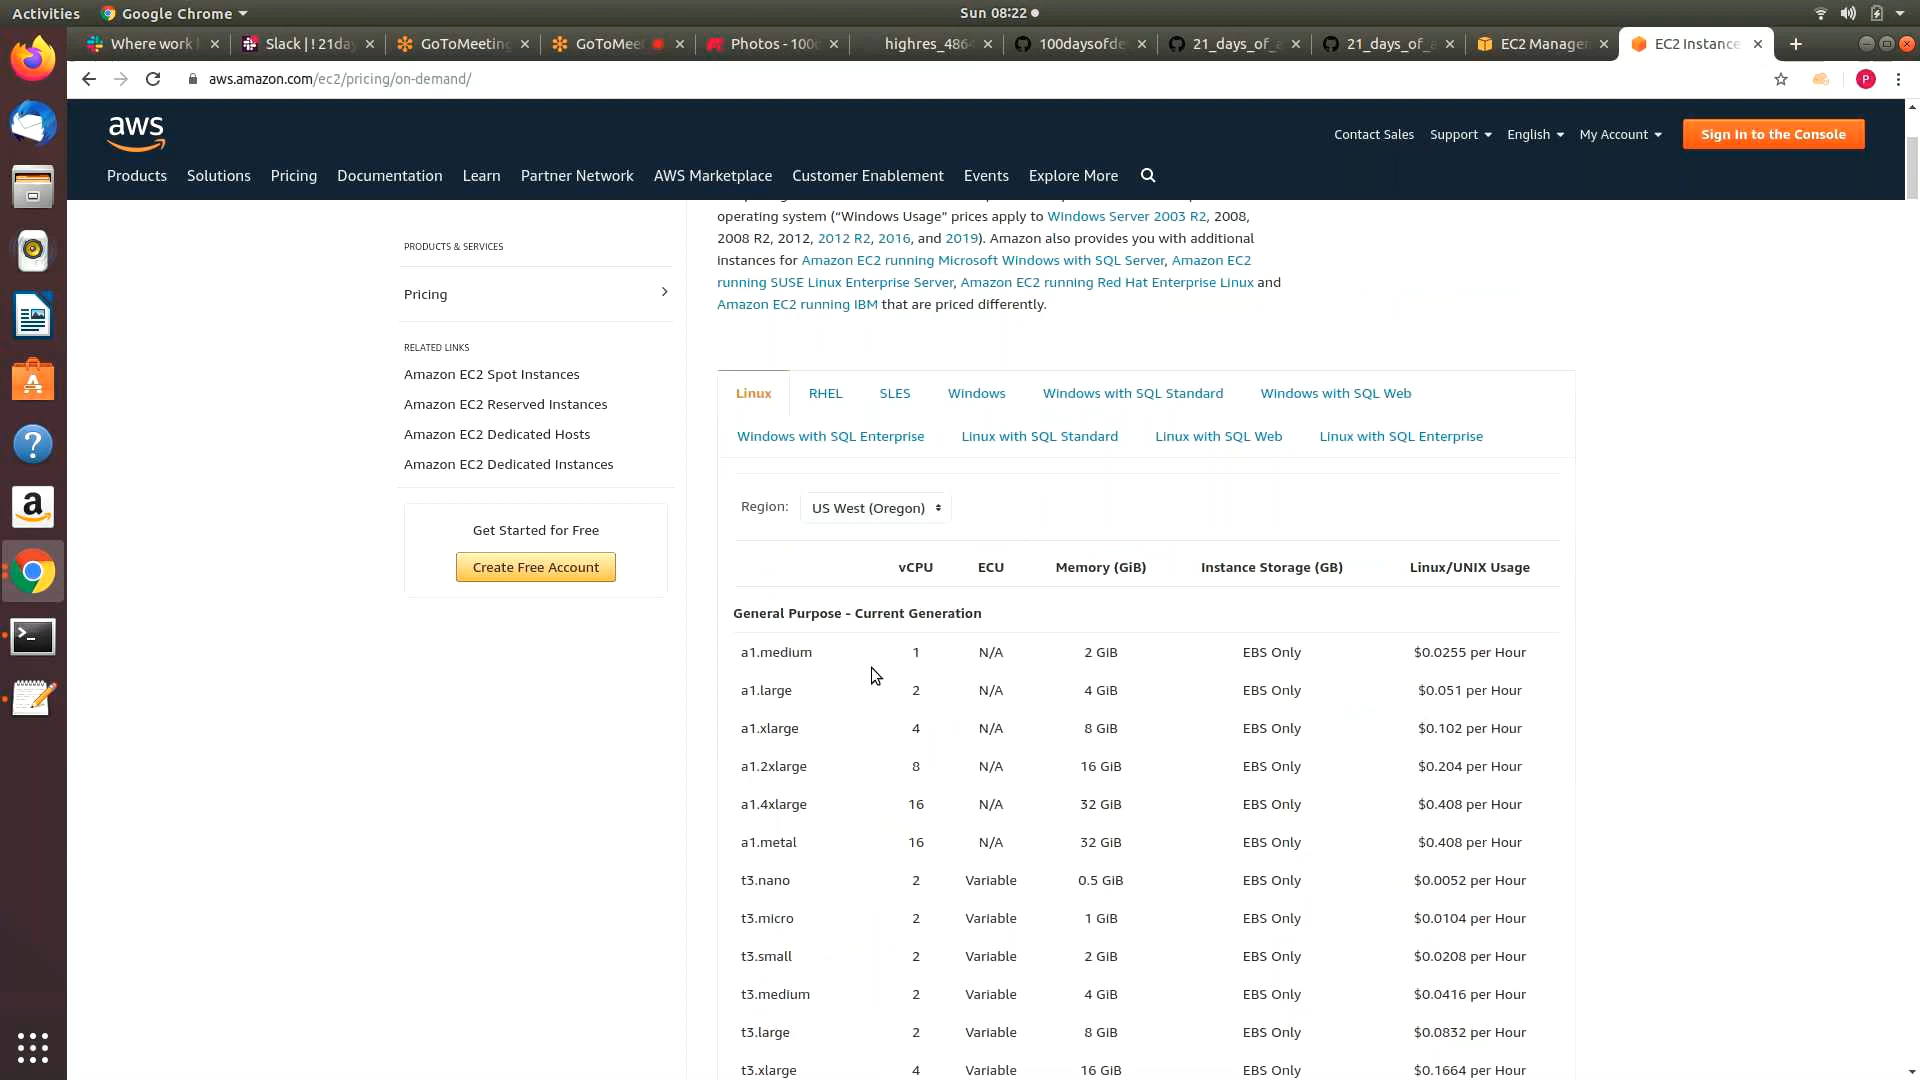 Activities
Google Chrome
Sun 08:22
Where work
Slack | ! 21da
GoToMeeting
GoToMee
Photos - 100
highres_486
100daysofde
21_days_of_
21_days_of_
EC2 Manage
EC2 Instance
aws.amazon.com/ec2/pricing/on-demand/
P
aws
Contact Sales
Support
English
My Account
Sign In to the Console
Products
Solutions
Pricing
Documentation
Learn
Partner Network
AWS Marketplace
Customer Enablement
Events
Explore More
operating system (“Windows Usage” prices apply to Windows Server 2003 R2, 2008,
2008 R2, 2012, 2012 R2, 2016, and 2019). Amazon also provides you with additional
instances for Amazon EC2 running Microsoft Windows with SQL Server, Amazon EC2
running SUSE Linux Enterprise Server, Amazon EC2 running Red Hat Enterprise Linux and
Amazon EC2 running IBM that are priced differently.
PRODUCTS & SERVICES
Pricing
RELATED LINKS
Amazon EC2 Spot Instances
Amazon EC2 Reserved Instances
Amazon EC2 Dedicated Hosts
Amazon EC2 Dedicated Instances
Get Started for Free
Create Free Account
Linux RHEL SLES Windows Windows with SQL Standard Windows with SQL Web
Windows with SQL Enterprise Linux with SQL Standard Linux with SQL Web Linux with SQL Enterprise
Region: US West (Oregon)
vCPU ECU Memory (GiB) Instance Storage (GB) Linux/UNIX Usage
General Purpose - Current Generation
a1.medium 1 N/A 2 GiB EBS Only $0.0255 per Hour
a1.large 2 N/A 4 GiB EBS Only $0.051 per Hour
a1.xlarge 4 N/A 8 GiB EBS Only $0.102 per Hour
a1.2xlarge 8 N/A 16 GiB EBS Only $0.204 per Hour
a1.4xlarge 16 N/A 32 GiB EBS Only $0.408 per Hour
a1.metal 16 N/A 32 GiB EBS Only $0.408 per Hour
t3.nano 2 Variable 0.5 GiB EBS Only $0.0052 per Hour
t3.micro 2 Variable 1 GiB EBS Only $0.0104 per Hour
t3.small 2 Variable 2 GiB EBS Only $0.0208 per Hour
t3.medium 2 Variable 4 GiB EBS Only $0.0416 per Hour
t3.large 2 Variable 8 GiB EBS Only $0.0832 per Hour
t3.xlarge 4 Variable 16 GiB EBS Only $0.1664 per Hour